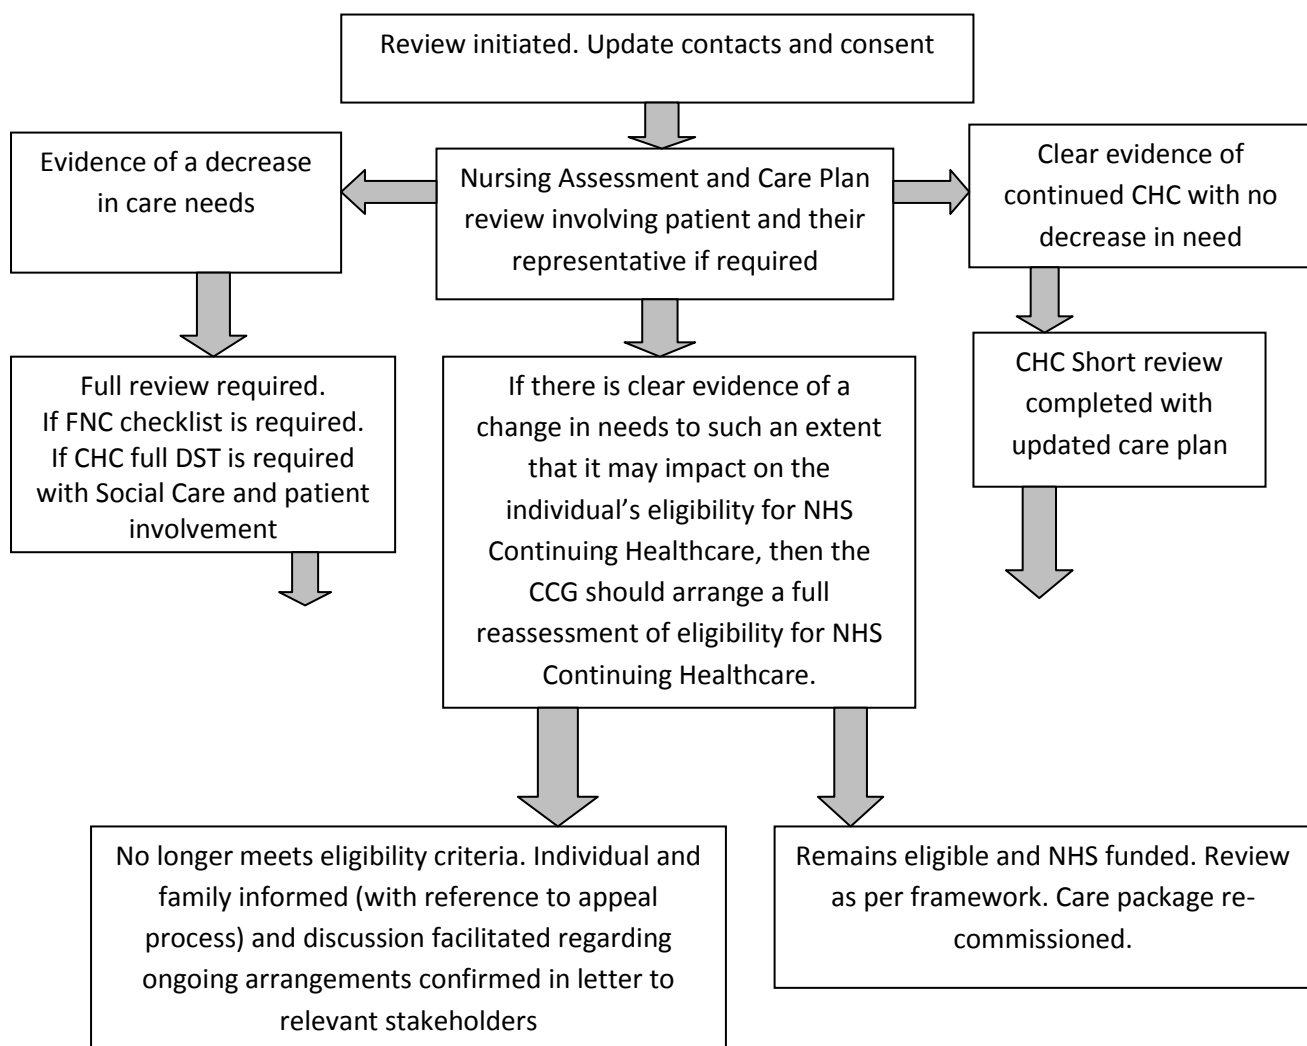 Review initiated. Update contacts and consent
Evidence of a decrease
in care needs
Nursing Assessment and Care Plan
review involving patient and their
representative if required
Clear evidence of
continued CHC with no
decrease in need
Full review required.
If FNC checklist is required.
If CHC full DST is required
with Social Care and patient
involvement
If there is clear evidence of a
change in needs to such an extent
that it may impact on the
individual’s eligibility for NHS
Continuing Healthcare, then the
CCG should arrange a full
reassessment of eligibility for NHS
Continuing Healthcare.
CHC Short review
completed with
updated care plan
No longer meets eligibility criteria. Individual and
family informed (with reference to appeal
process) and discussion facilitated regarding
ongoing arrangements confirmed in letter to
relevant stakeholders
Remains eligible and NHS funded. Review
as per framework. Care package re-
commissioned.